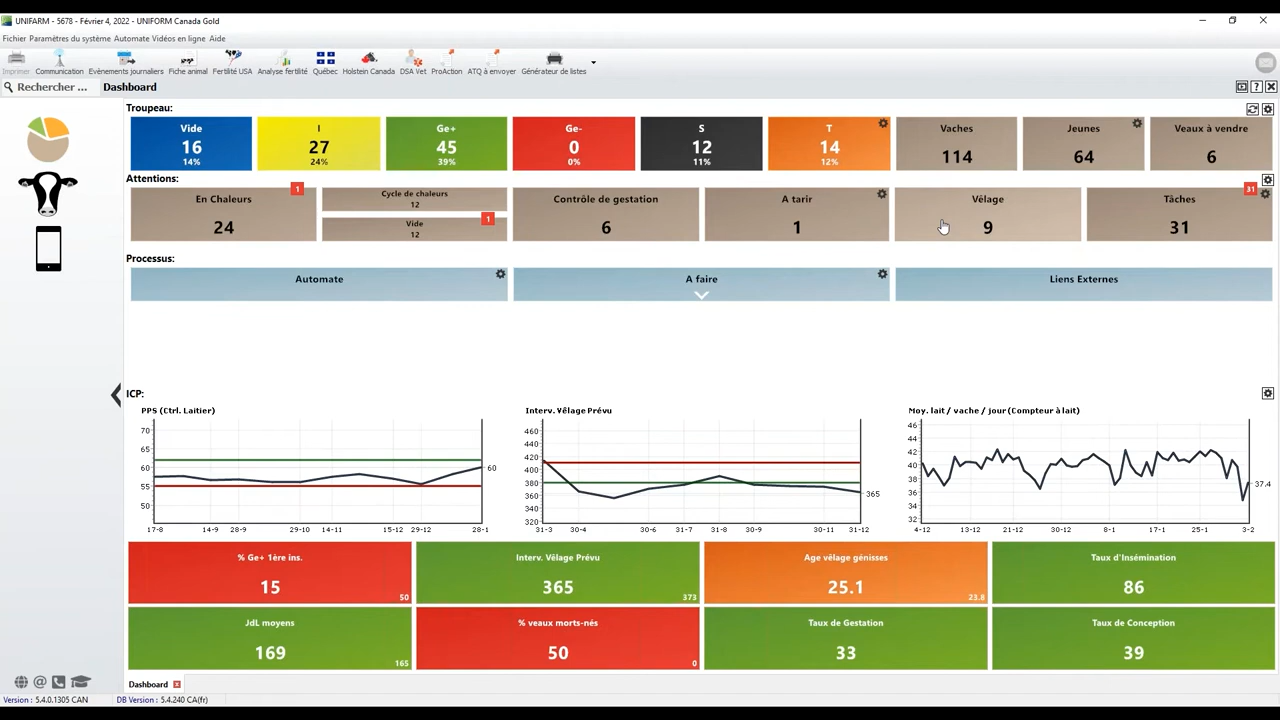 UNIFARM - 5678 - Février 4, 2022 - UNIFORM Canada Gold
Fichier Paramètres du système Automate Vidéos en ligne Aide
Imprimer Communication Evènements journaliers Fiche animal Fertilité USA Analyse fertilité Québec Holstein Canada DSA Vet ProAction ATQ à envoyer Générateur de listes
Rechercher ... Dashboard
Troupeau:
Vide I Ge+ Ge- S T Vaches Jeunes Veaux à vendre
16 27 45 0 12 14 114 64 6
14% 24% 39% 0% 11% 12%
Attentions:
En Chaleurs 1 Cycle de chaleurs Contrôle de gestation A tarir Vêlage Tâches 31
12
24 Vide 1 6 1 9 31
12
Processus:
Automate A faire Liens Externes
ICP:
PPS (Ctrl. Laitier) Interv. Vêlage Prévu Moy. lait / vache / jour (Compteur à lait)
70 65 60 55 50 60
17-8 14-9 28-9 29-10 14-11 15-12 29-12 28-1
460 440 420 400 380 360 340 320 365
31-3 30-4 30-6 31-7 31-8 30-9 30-11 31-12
46 44 42 40 38 36 34 32 37.4
4-12 13-12 21-12 30-12 8-1 17-1 25-1 3-2
% Ge+ 1ère ins. Interv. Vêlage Prévu Age vêlage génisses Taux d'Insémination
15 50 365 373 25.1 23.8 86
JdL moyens % veaux morts-nés Taux de Gestation Taux de Conception
169 165 50 0 33 39
Dashboard
Version : 5.4.0.1305 CAN DB Version : 5.4.240 CA(fr)